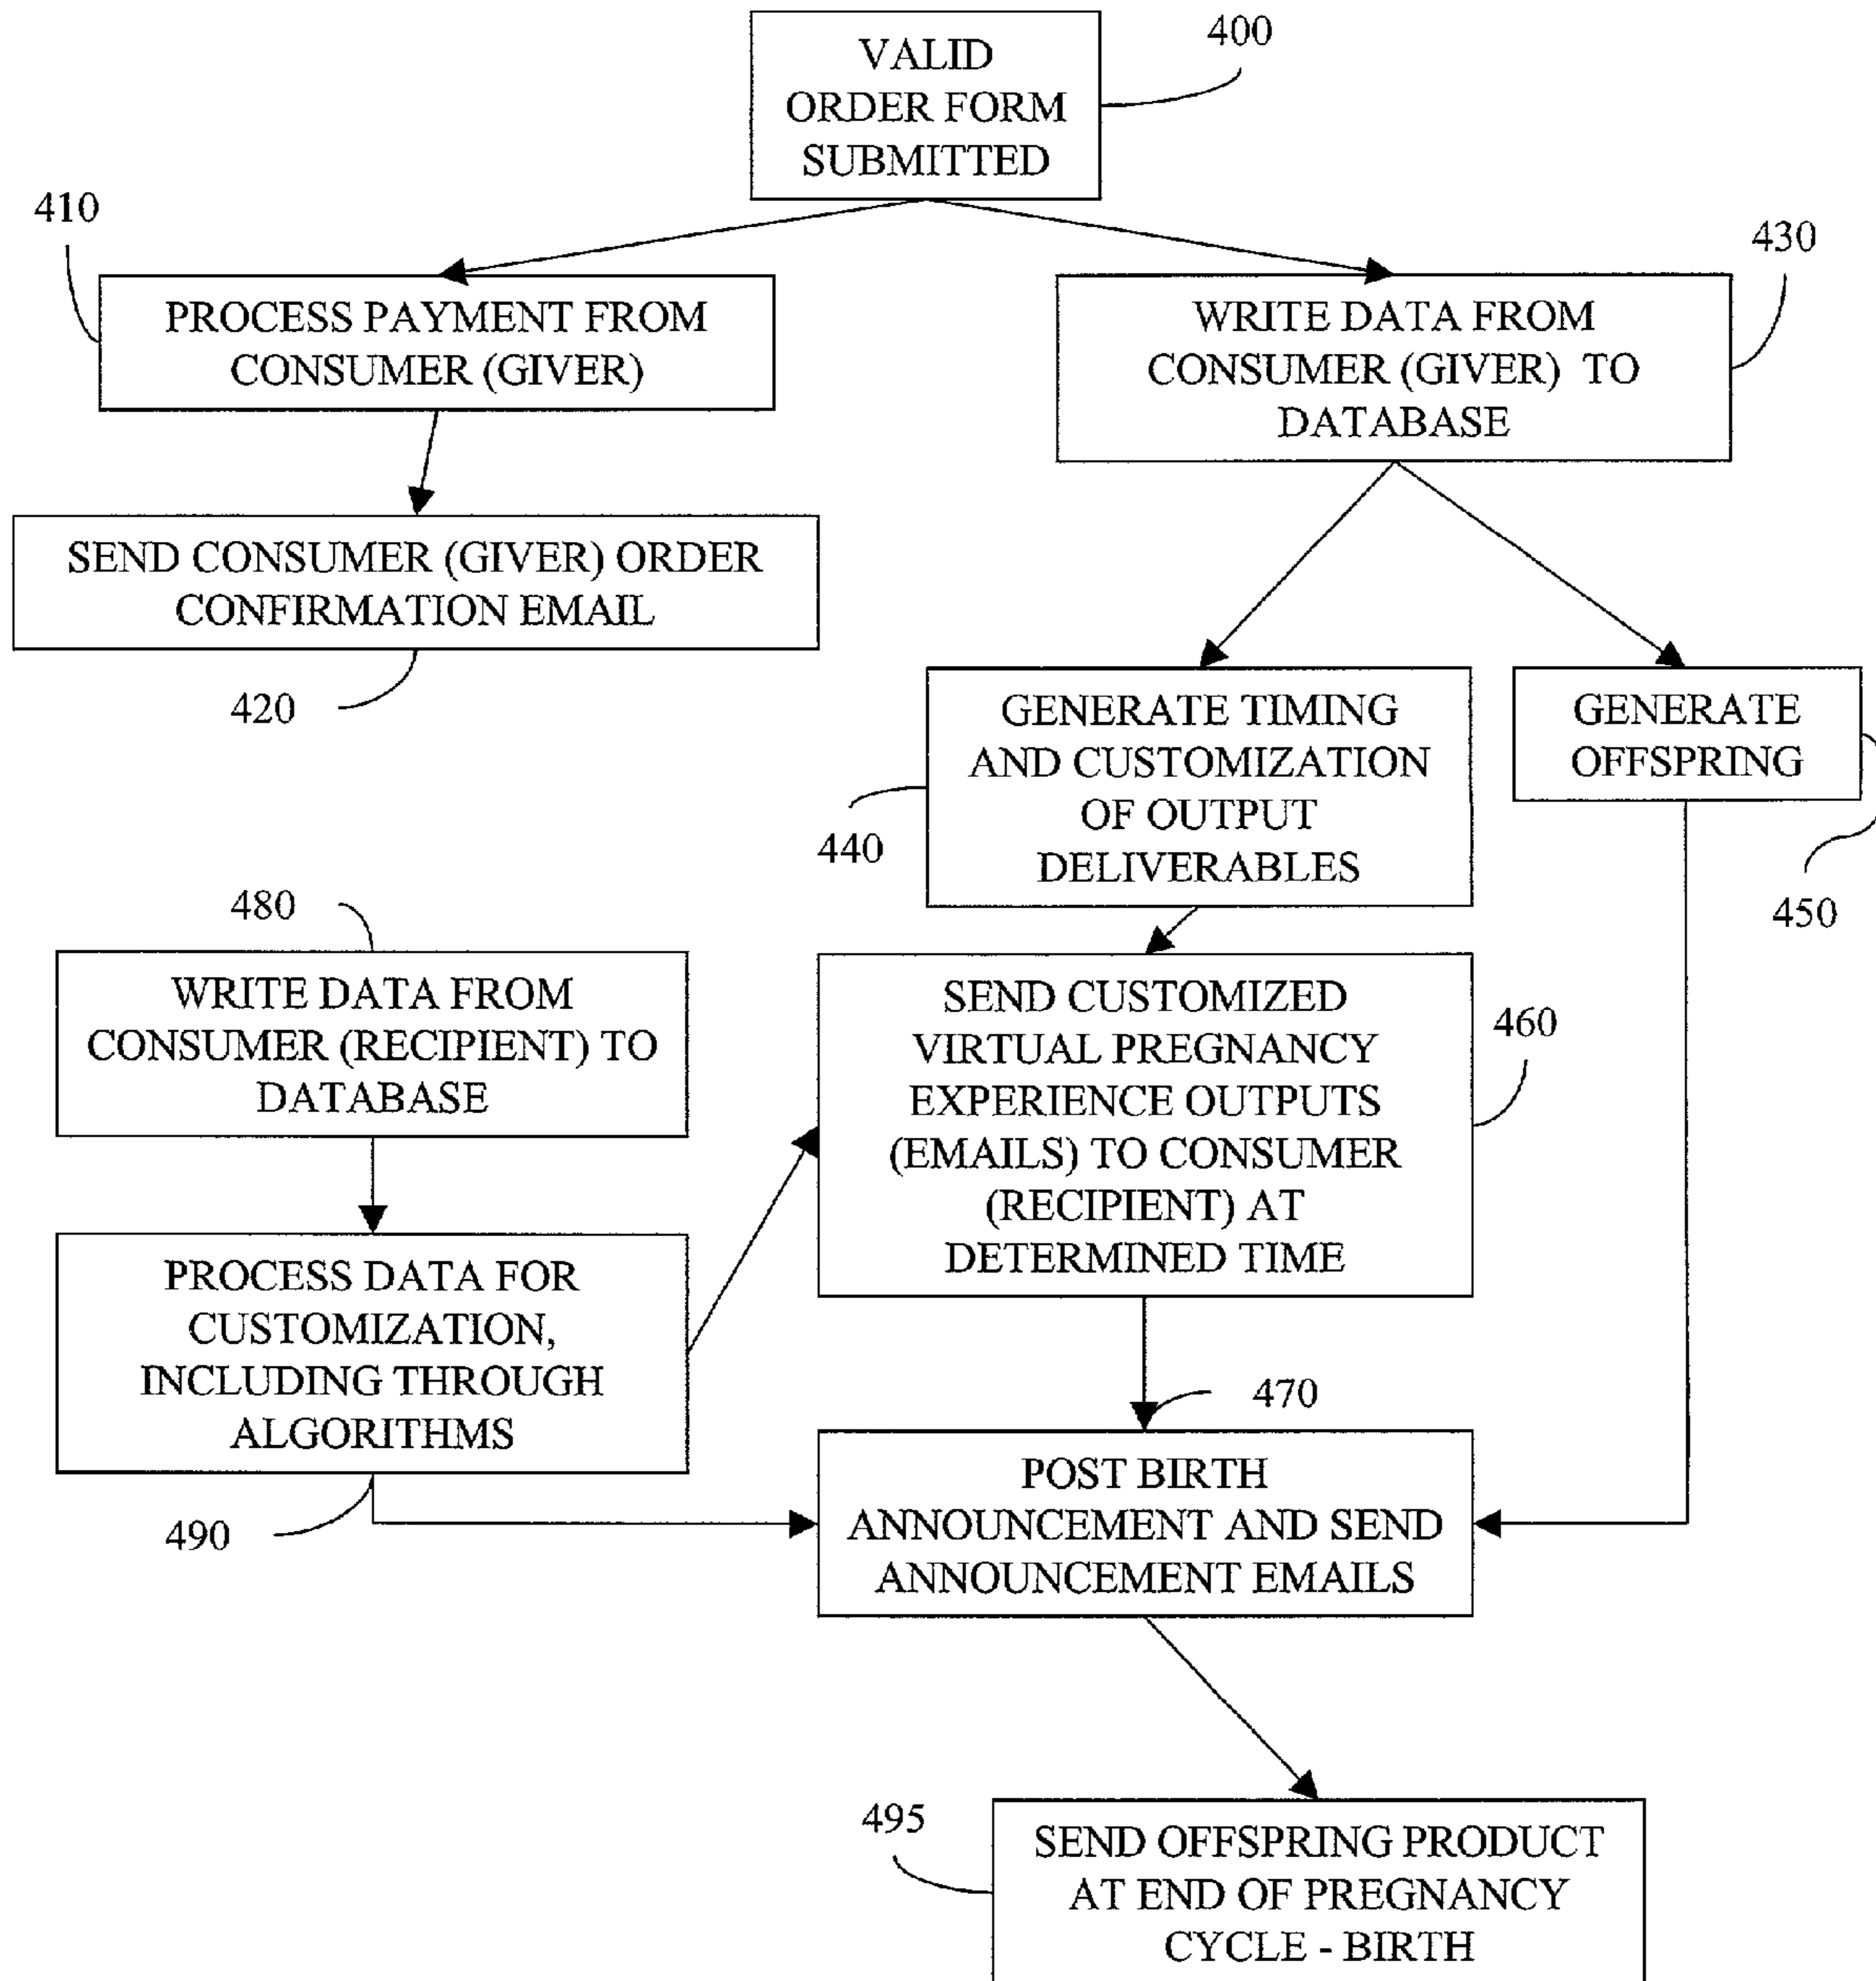 VALID
ORDER FORM
SUBMITTED
400
410
PROCESS PAYMENT FROM
CONSUMER (GIVER)
430
WRITE DATA FROM
CONSUMER (GIVER) TO
DATABASE
SEND CONSUMER (GIVER) ORDER
CONFIRMATION EMAIL
420
GENERATE TIMING
AND CUSTOMIZATION
OF OUTPUT
DELIVERABLES
440
GENERATE
OFFSPRING
450
480
WRITE DATA FROM
CONSUMER (RECIPIENT) TO
DATABASE
SEND CUSTOMIZED
VIRTUAL PREGNANCY
EXPERIENCE OUTPUTS
(EMAILS) TO CONSUMER
(RECIPIENT) AT
DETERMINED TIME
460
PROCESS DATA FOR
CUSTOMIZATION,
INCLUDING THROUGH
ALGORITHMS
490
470
POST BIRTH
ANNOUNCEMENT AND SEND
ANNOUNCEMENT EMAILS
495
SEND OFFSPRING PRODUCT
AT END OF PREGNANCY
CYCLE - BIRTH